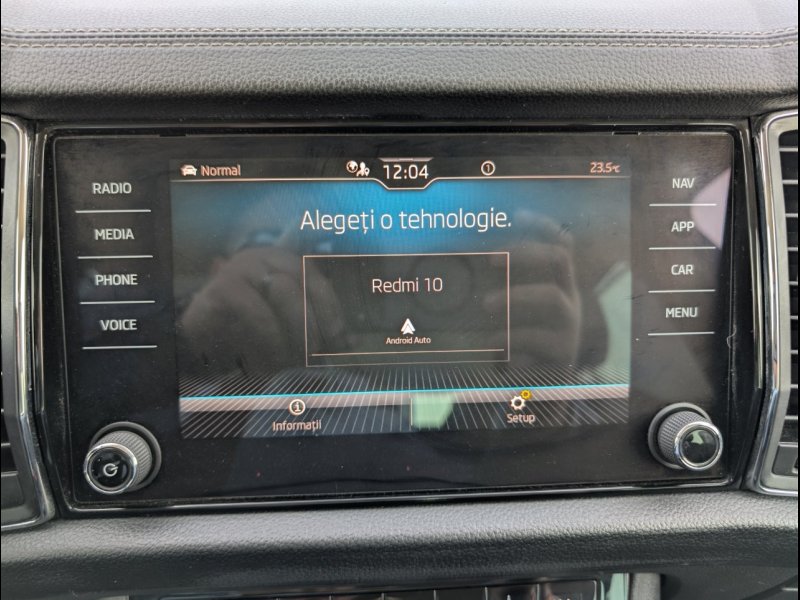 RADIO
MEDIA
PHONE
VOICE
Normal
12:04
1
23.5°C
Alegeți o tehnologie.
Redmi 10
Android Auto
Informații
Setup
NAV
APP
CAR
MENU